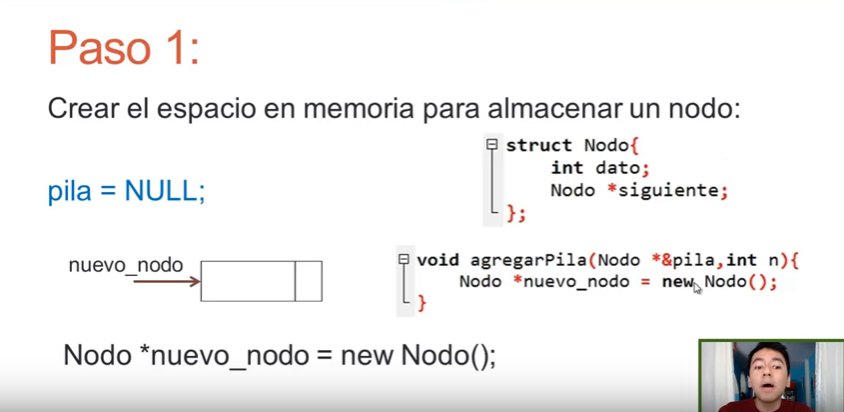 Paso 1:
Crear el espacio en memoria para almacenar un nodo:
struct Nodo{
int dato;
Nodo *siguiente;
};
pila = NULL;
nuevo_nodo
void agregarPila(Nodo *&pila,int n){
Nodo *nuevo_nodo = new Nodo();
}
Nodo *nuevo_nodo = new Nodo();